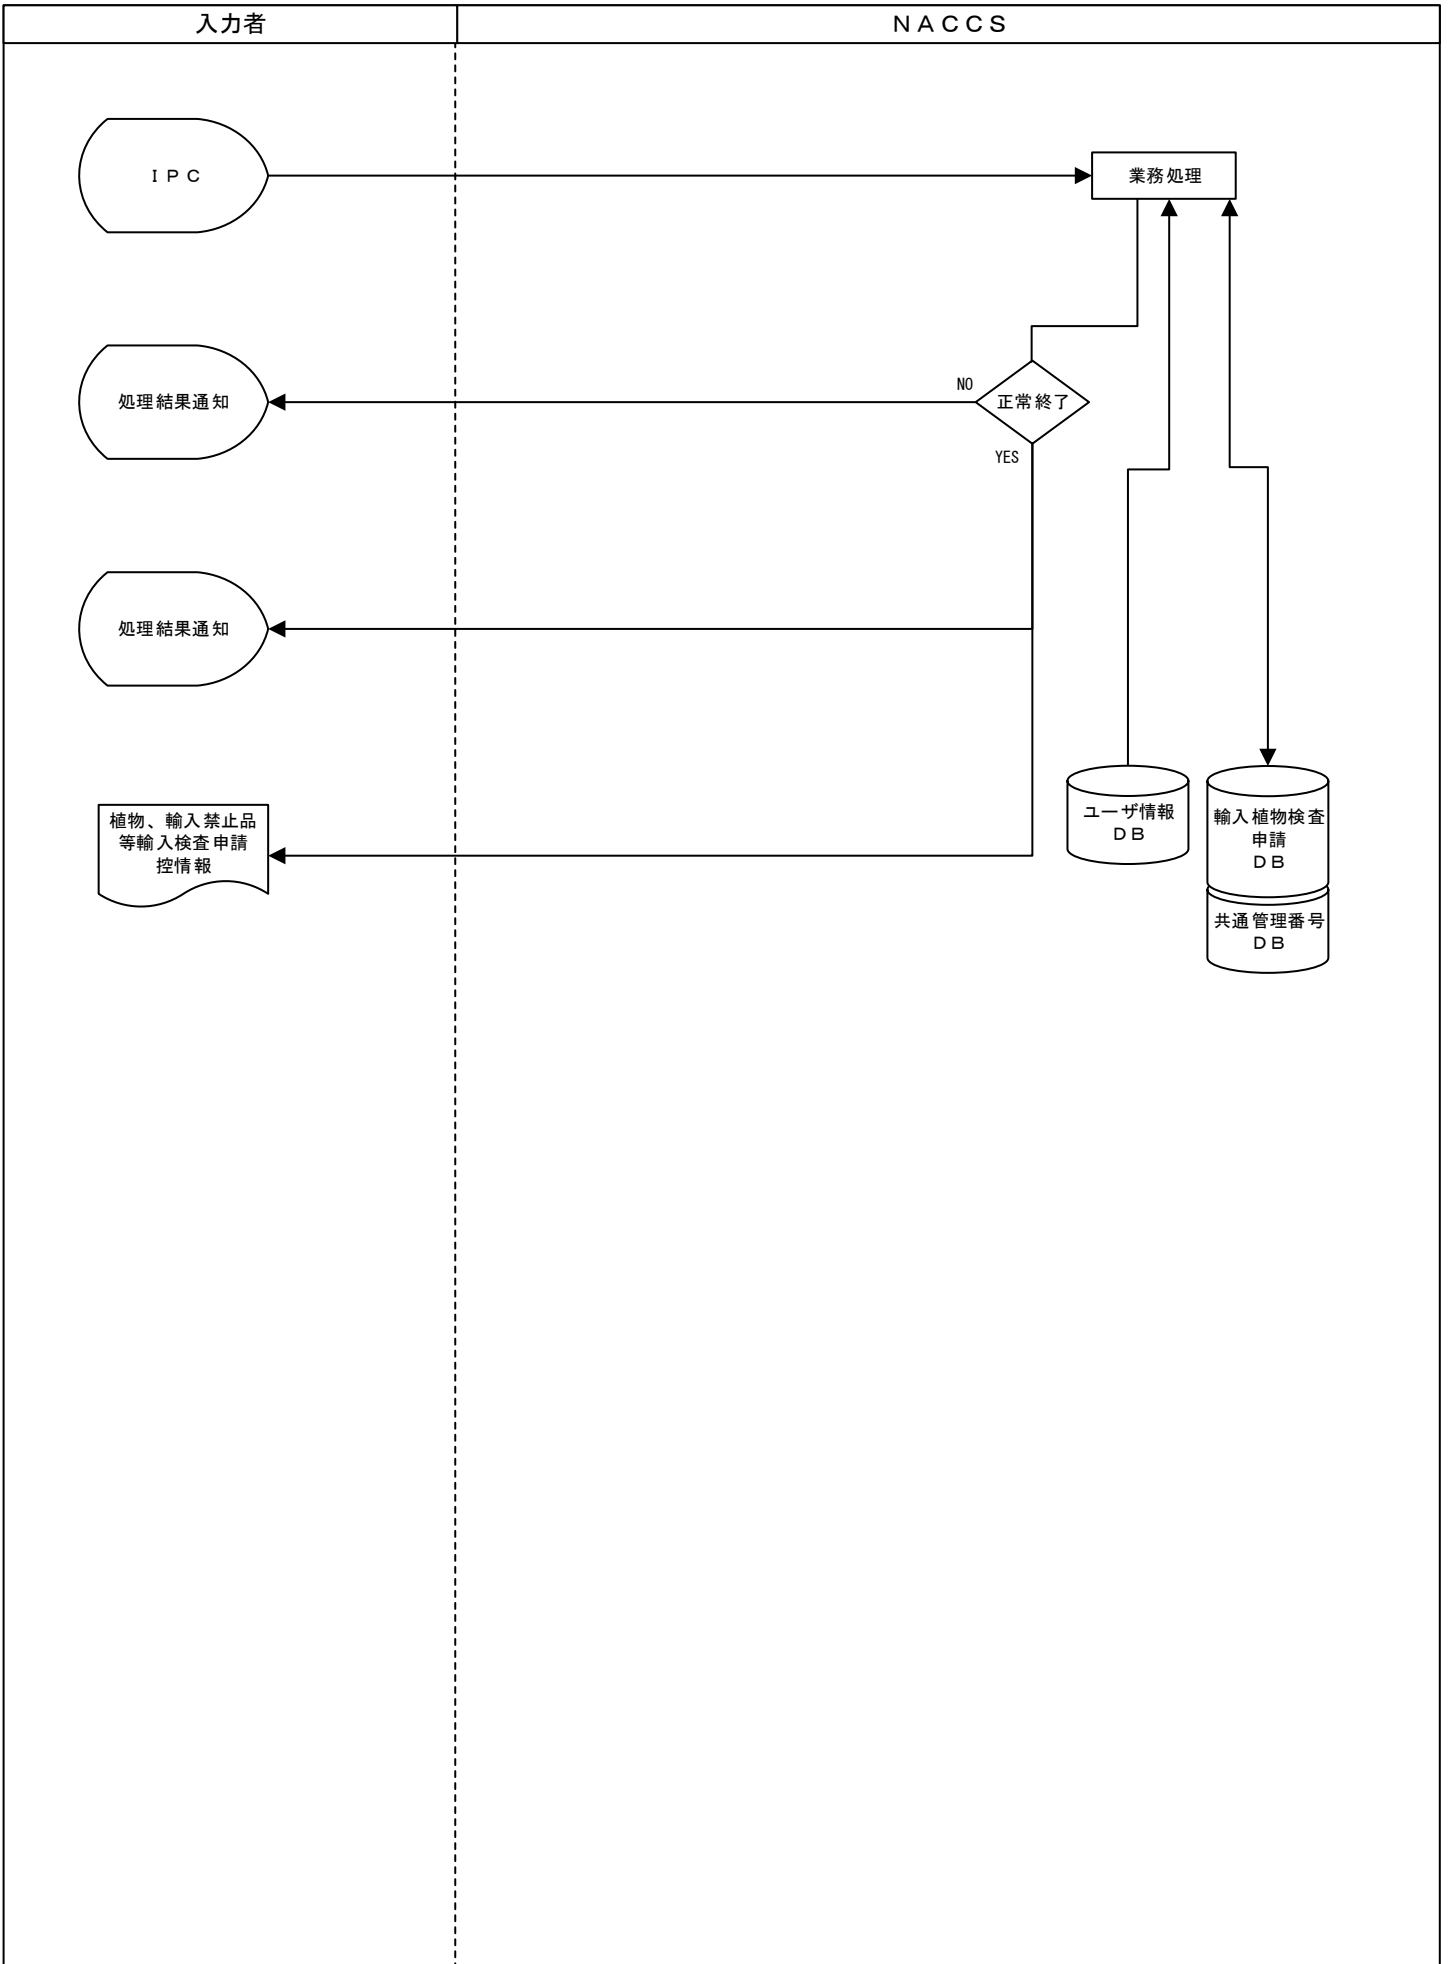 入力者
ＮＡＣＣＳ
ＩＰＣ
業務処理
処理結果通知
NO
正常終了
YES
処理結果通知
植物、輸入禁止品
等輸入検査申請
控情報
ユーザ情報
ＤＢ
輸入植物検査
申請
ＤＢ
共通管理番号
ＤＢ